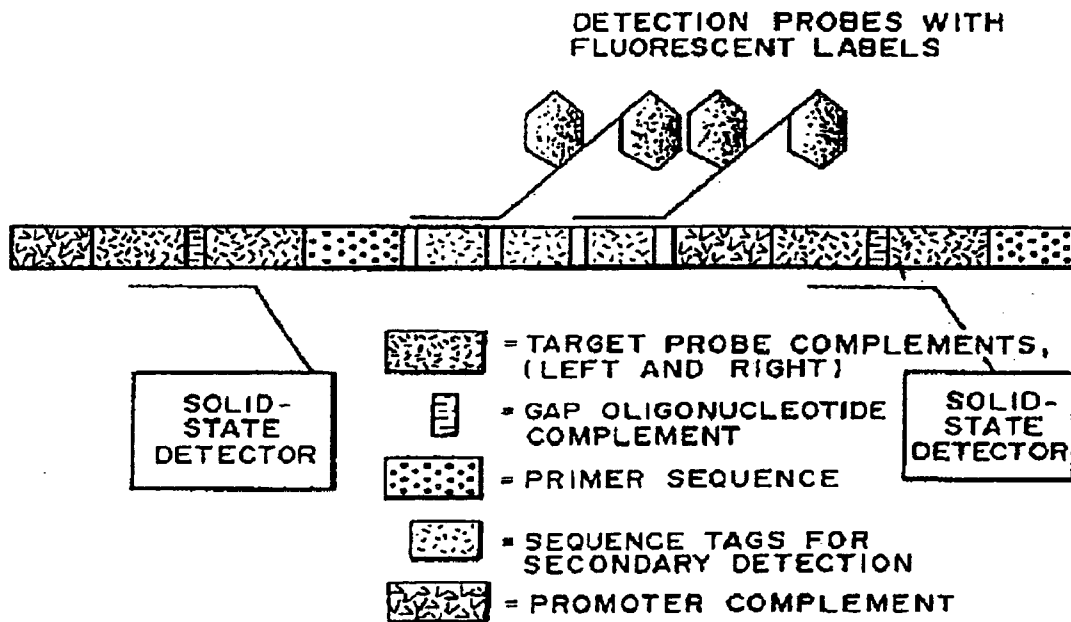 DETECTION PROBES WITH
FLUORESCENT LABELS
SOLID-
STATE
DETECTOR
= TARGET PROBE COMPLEMENTS,
(LEFT AND RIGHT)
= GAP OLIGONUCLEOTIDE
COMPLEMENT
= PRIMER SEQUENCE
= SEQUENCE TAGS FOR
SECONDARY DETECTION
= PROMOTER COMPLEMENT
SOLID-
STATE
DETECTOR